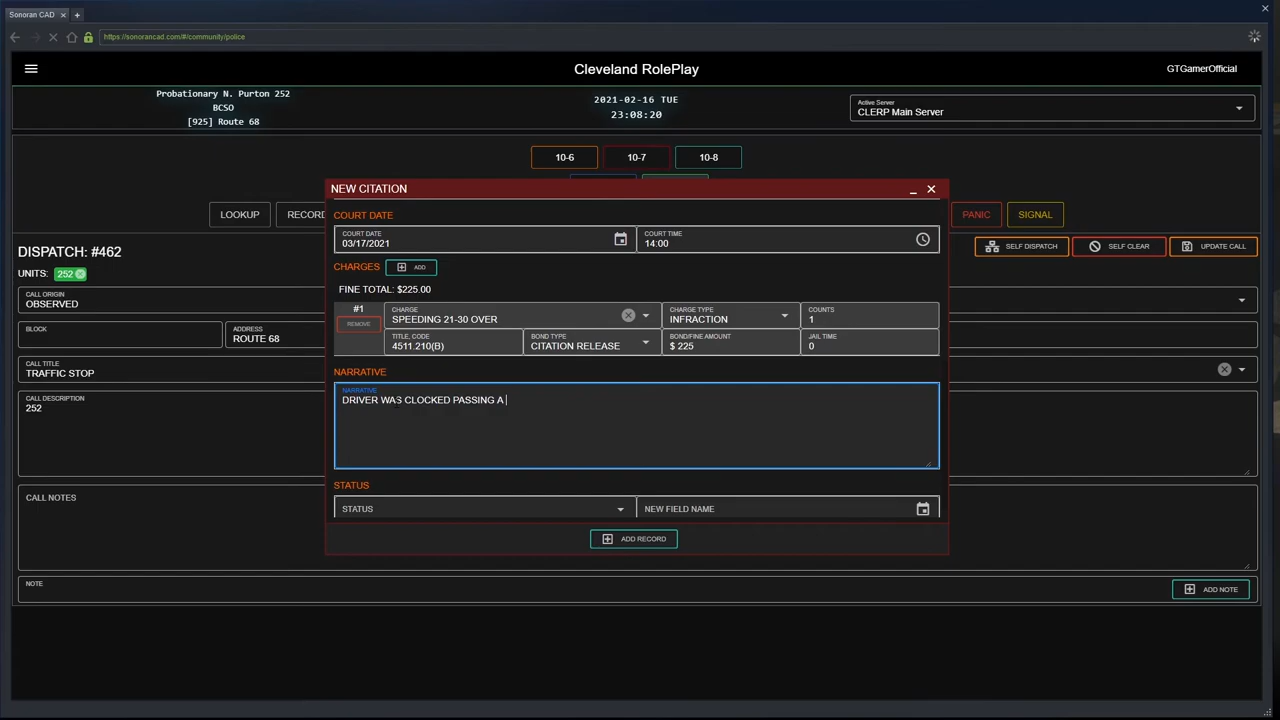 Sonoran CAD
https://sonorancad.com/#/community/police
Cleveland RolePlay
GTGamerOfficial
Probationary N. Purton 252
BCSO
[925] Route 68
2021-02-16 TUE
23:08:20
Active Server
CLERP Main Server
10-6
10-7
10-8
NEW CITATION
LOOKUP
RECORD
PANIC
SIGNAL
COURT DATE
COURT DATE
03/17/2021
COURT TIME
14:00
DISPATCH: #462
SELF DISPATCH
SELF CLEAR
UPDATE CALL
UNITS: 252
CHARGES
ADD
FINE TOTAL: $225.00
CALL ORIGIN
OBSERVED
#1
REMOVE
CHARGE
SPEEDING 21-30 OVER
CHARGE TYPE
INFRACTION
COUNTS
1
BLOCK
ADDRESS
ROUTE 68
TITLE, CODE
4511.210(B)
BOND TYPE
CITATION RELEASE
BOND/FINE AMOUNT
$ 225
JAIL TIME
0
CALL TITLE
TRAFFIC STOP
NARRATIVE
NARRATIVE
DRIVER WAS CLOCKED PASSING A
CALL DESCRIPTION
252
STATUS
STATUS
NEW FIELD NAME
CALL NOTES
ADD RECORD
NOTE
ADD NOTE